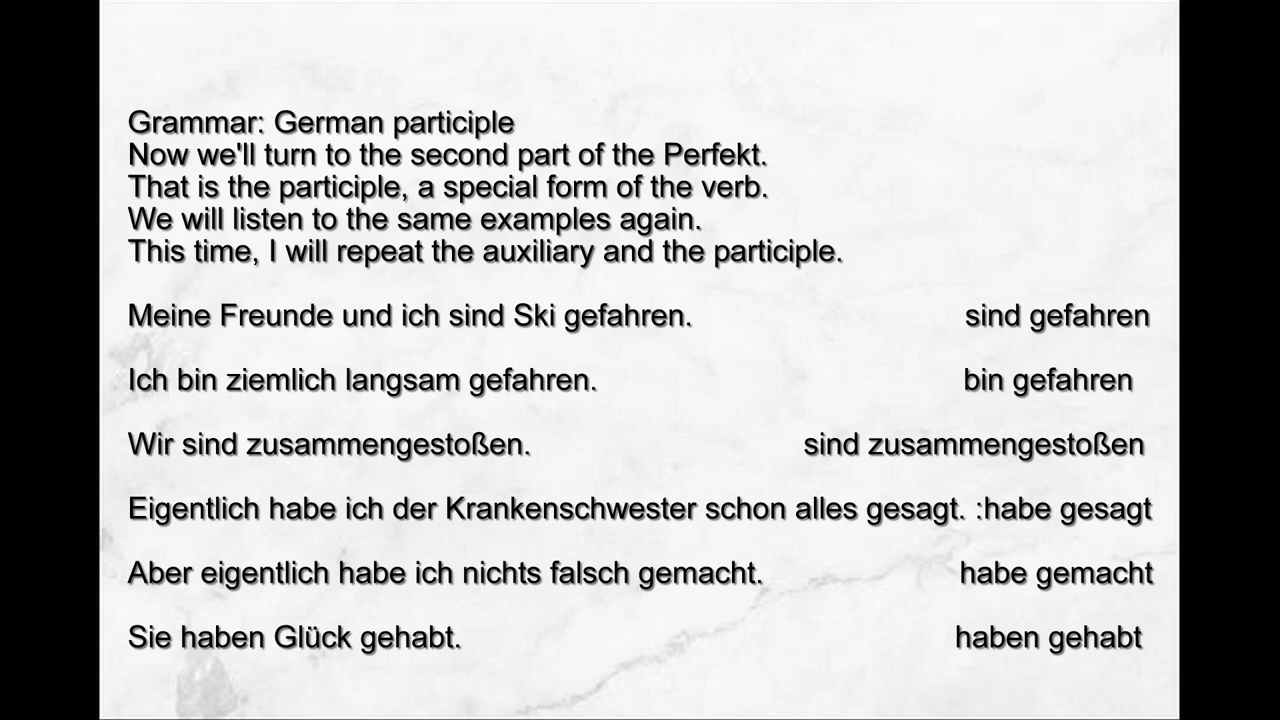 Grammar: German participle
Now we'll turn to the second part of the Perfekt.
That is the participle, a special form of the verb.
We will listen to the same examples again.
This time, I will repeat the auxiliary and the participle.
Meine Freunde und ich sind Ski gefahren. sind gefahren
Ich bin ziemlich langsam gefahren. bin gefahren
Wir sind zusammengestoßen. sind zusammengestoßen
Eigentlich habe ich der Krankenschwester schon alles gesagt. :habe gesagt
Aber eigentlich habe ich nichts falsch gemacht. habe gemacht
Sie haben Glück gehabt. haben gehabt